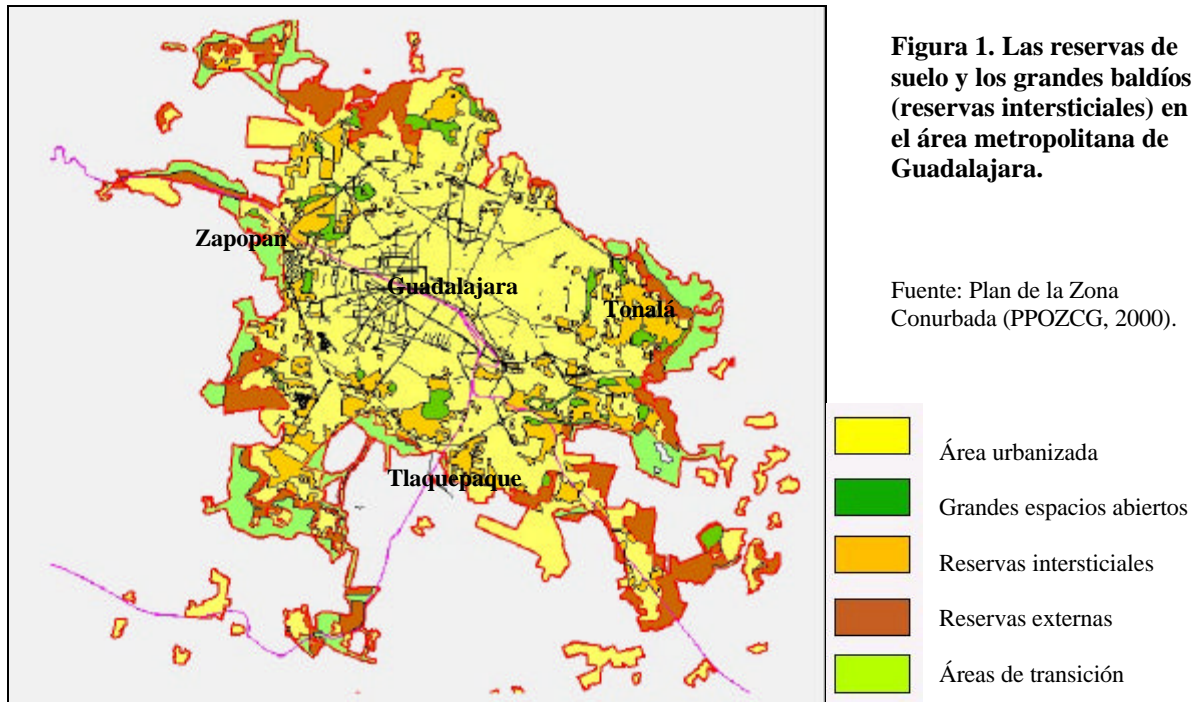 Figura 1. Las reservas de
suelo y los grandes baldíos
(reservas intersticiales) en
el área metropolitana de
Guadalajara.
Zapopan
Guadalajara
Tonalá
Tlaquepaque
Fuente: Plan de la Zona
Conurbada (PPOZCG, 2000).
Área urbanizada
Grandes espacios abiertos
Reservas intersticiales
Reservas externas
Áreas de transición